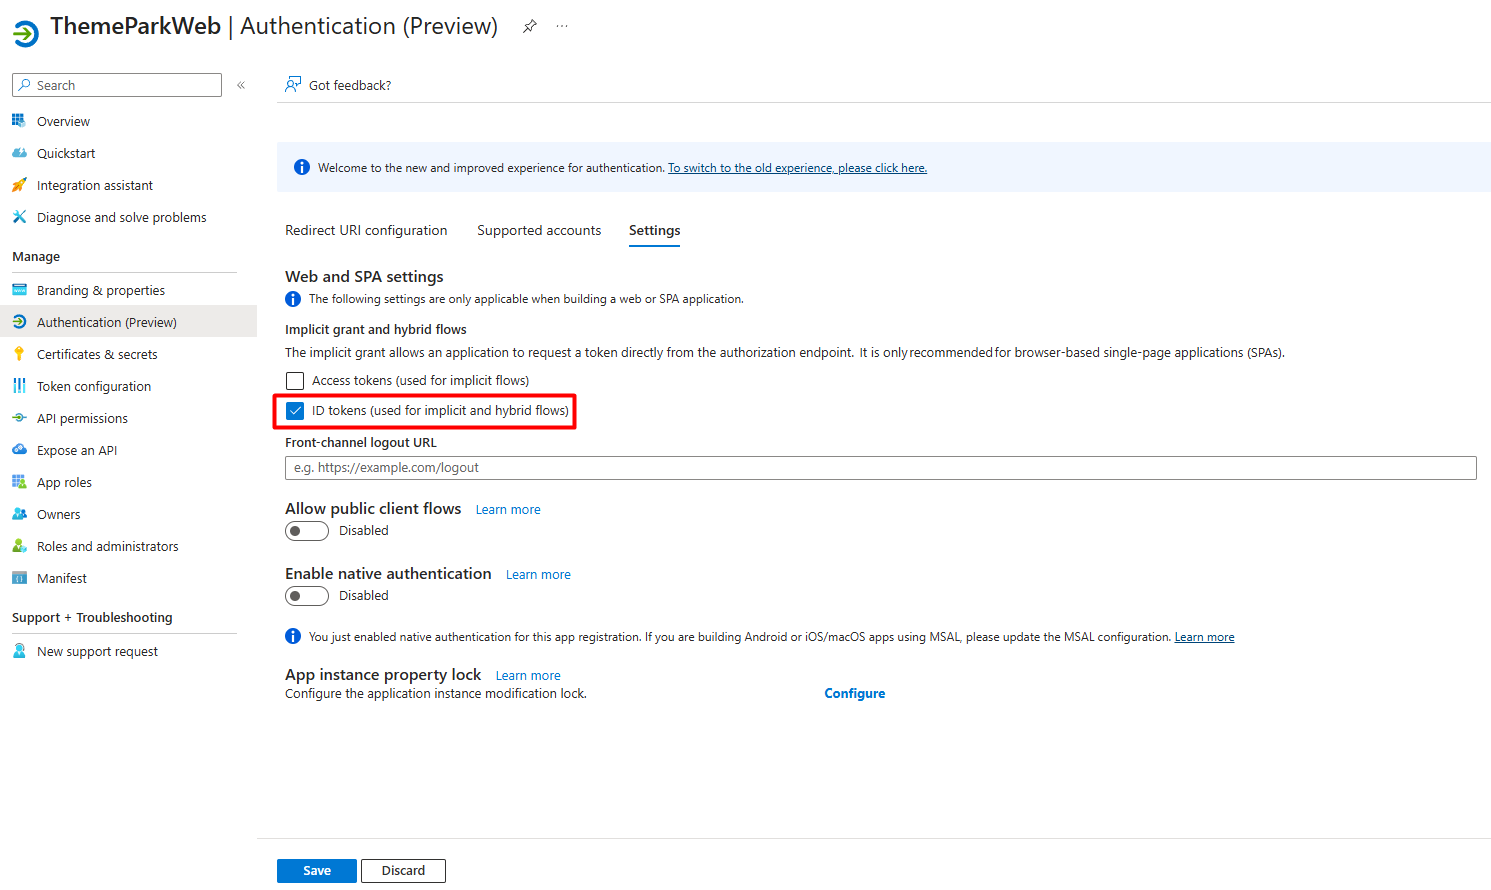 ThemeParkWeb | Authentication (Preview)
Search
Overview
Quickstart
Integration assistant
Diagnose and solve problems
Manage
Branding & properties
Authentication (Preview)
Certificates & secrets
Token configuration
API permissions
Expose an API
App roles
Owners
Roles and administrators
Manifest
Support + Troubleshooting
New support request
Got feedback?
Welcome to the new and improved experience for authentication. To switch to the old experience, please click here.
Redirect URI configuration Supported accounts Settings
Web and SPA settings
The following settings are only applicable when building a web or SPA application.
Implicit grant and hybrid flows
The implicit grant allows an application to request a token directly from the authorization endpoint. It is only recommended for browser-based single-page applications (SPAs).
Access tokens (used for implicit flows)
ID tokens (used for implicit and hybrid flows)
Front-channel logout URL
e.g. https://example.com/logout
Allow public client flows Learn more
Disabled
Enable native authentication Learn more
Disabled
You just enabled native authentication for this app registration. If you are building Android or iOS/macOS apps using MSAL, please update the MSAL configuration. Learn more
App instance property lock Learn more
Configure the application instance modification lock. Configure
Save Discard